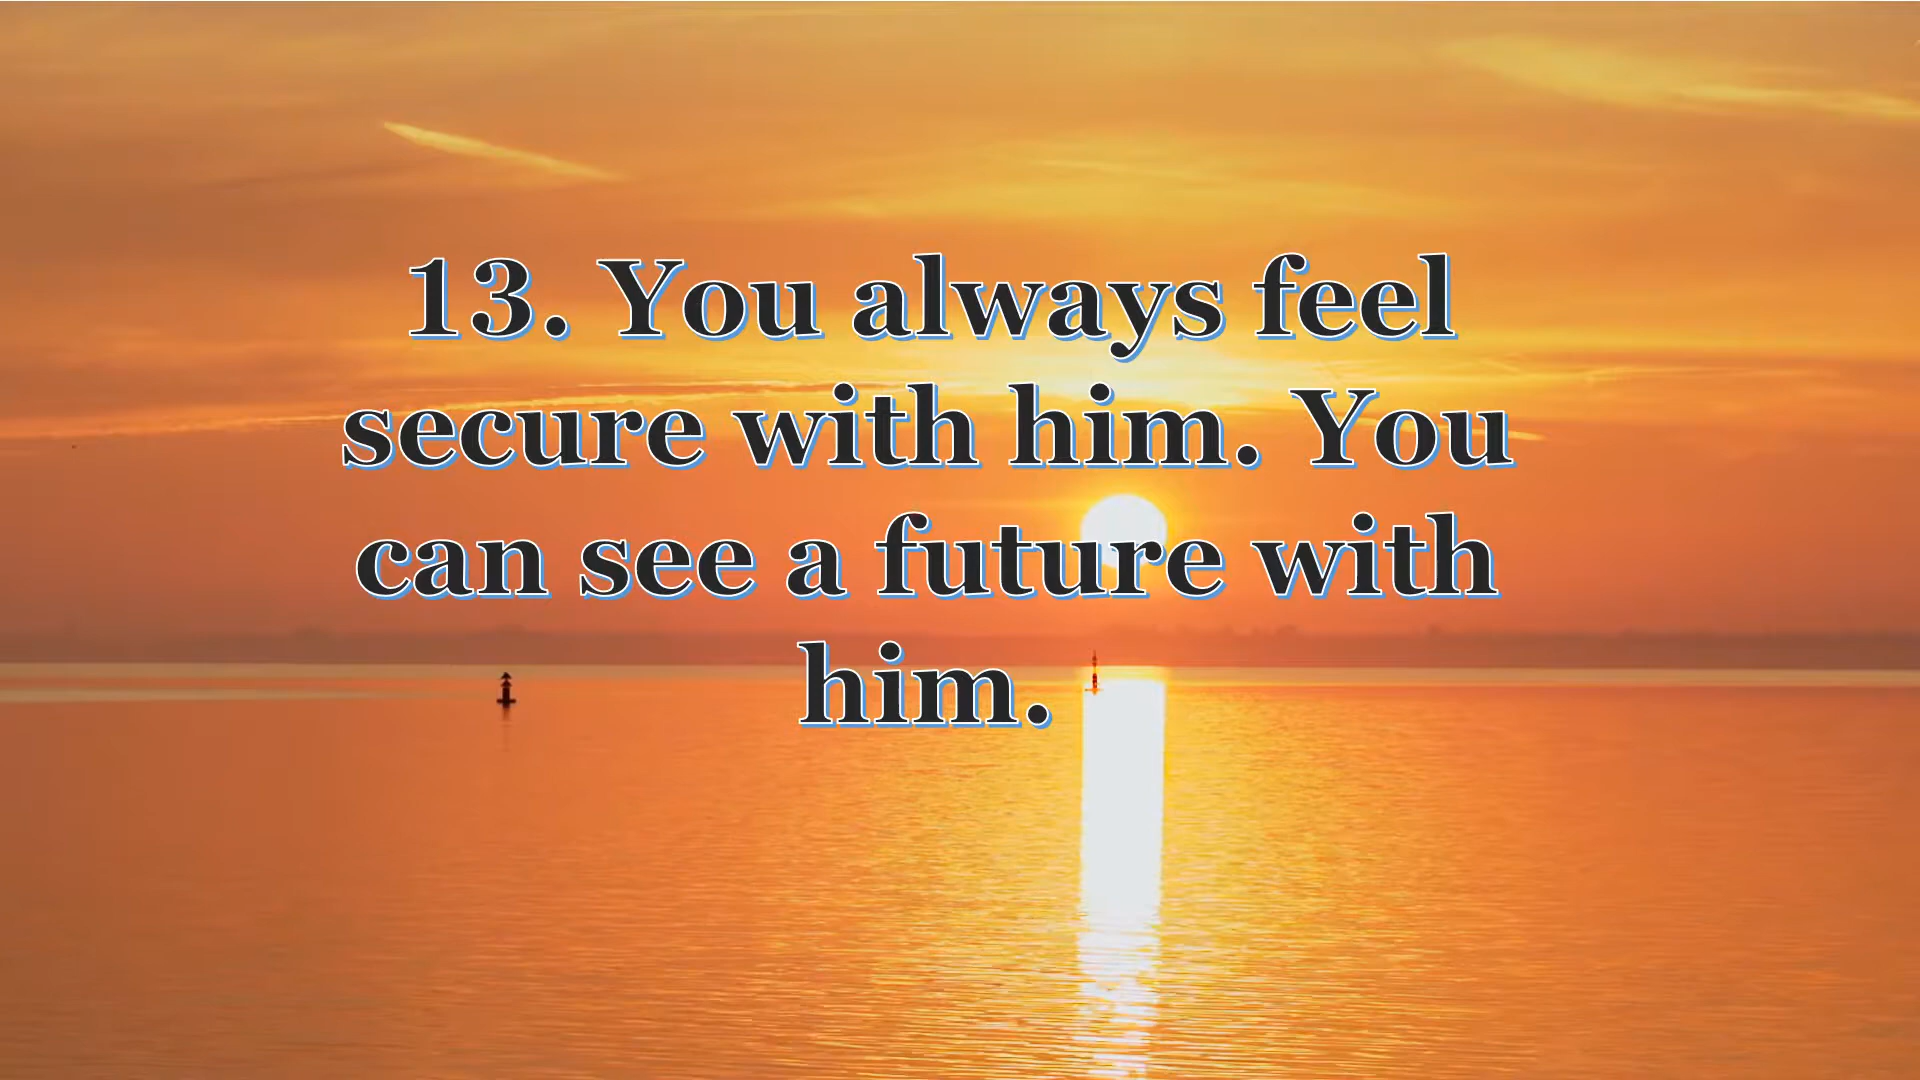 13. You always feel
secure with him. You
can see a future with
him.